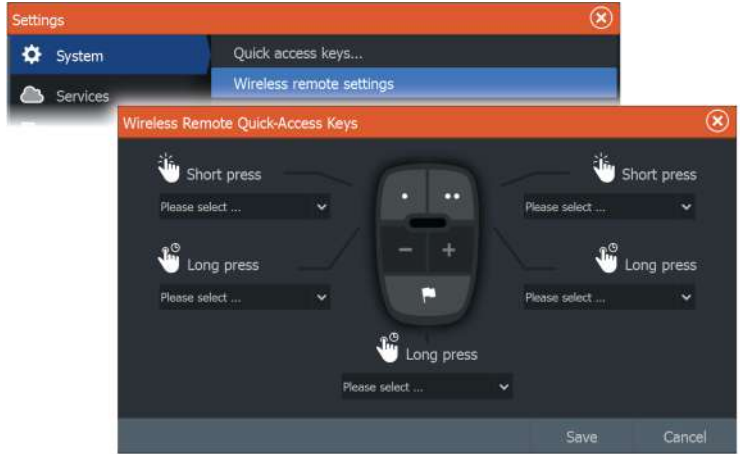 Settings
System
Quick access keys...
Services
Wireless remote settings
Wireless Remote Quick-Access Keys
Short press
Short press
Please select ...
Please select ...
Long press
Long press
Please select ...
Please select ...
Long press
Please select ...
Save
Cancel